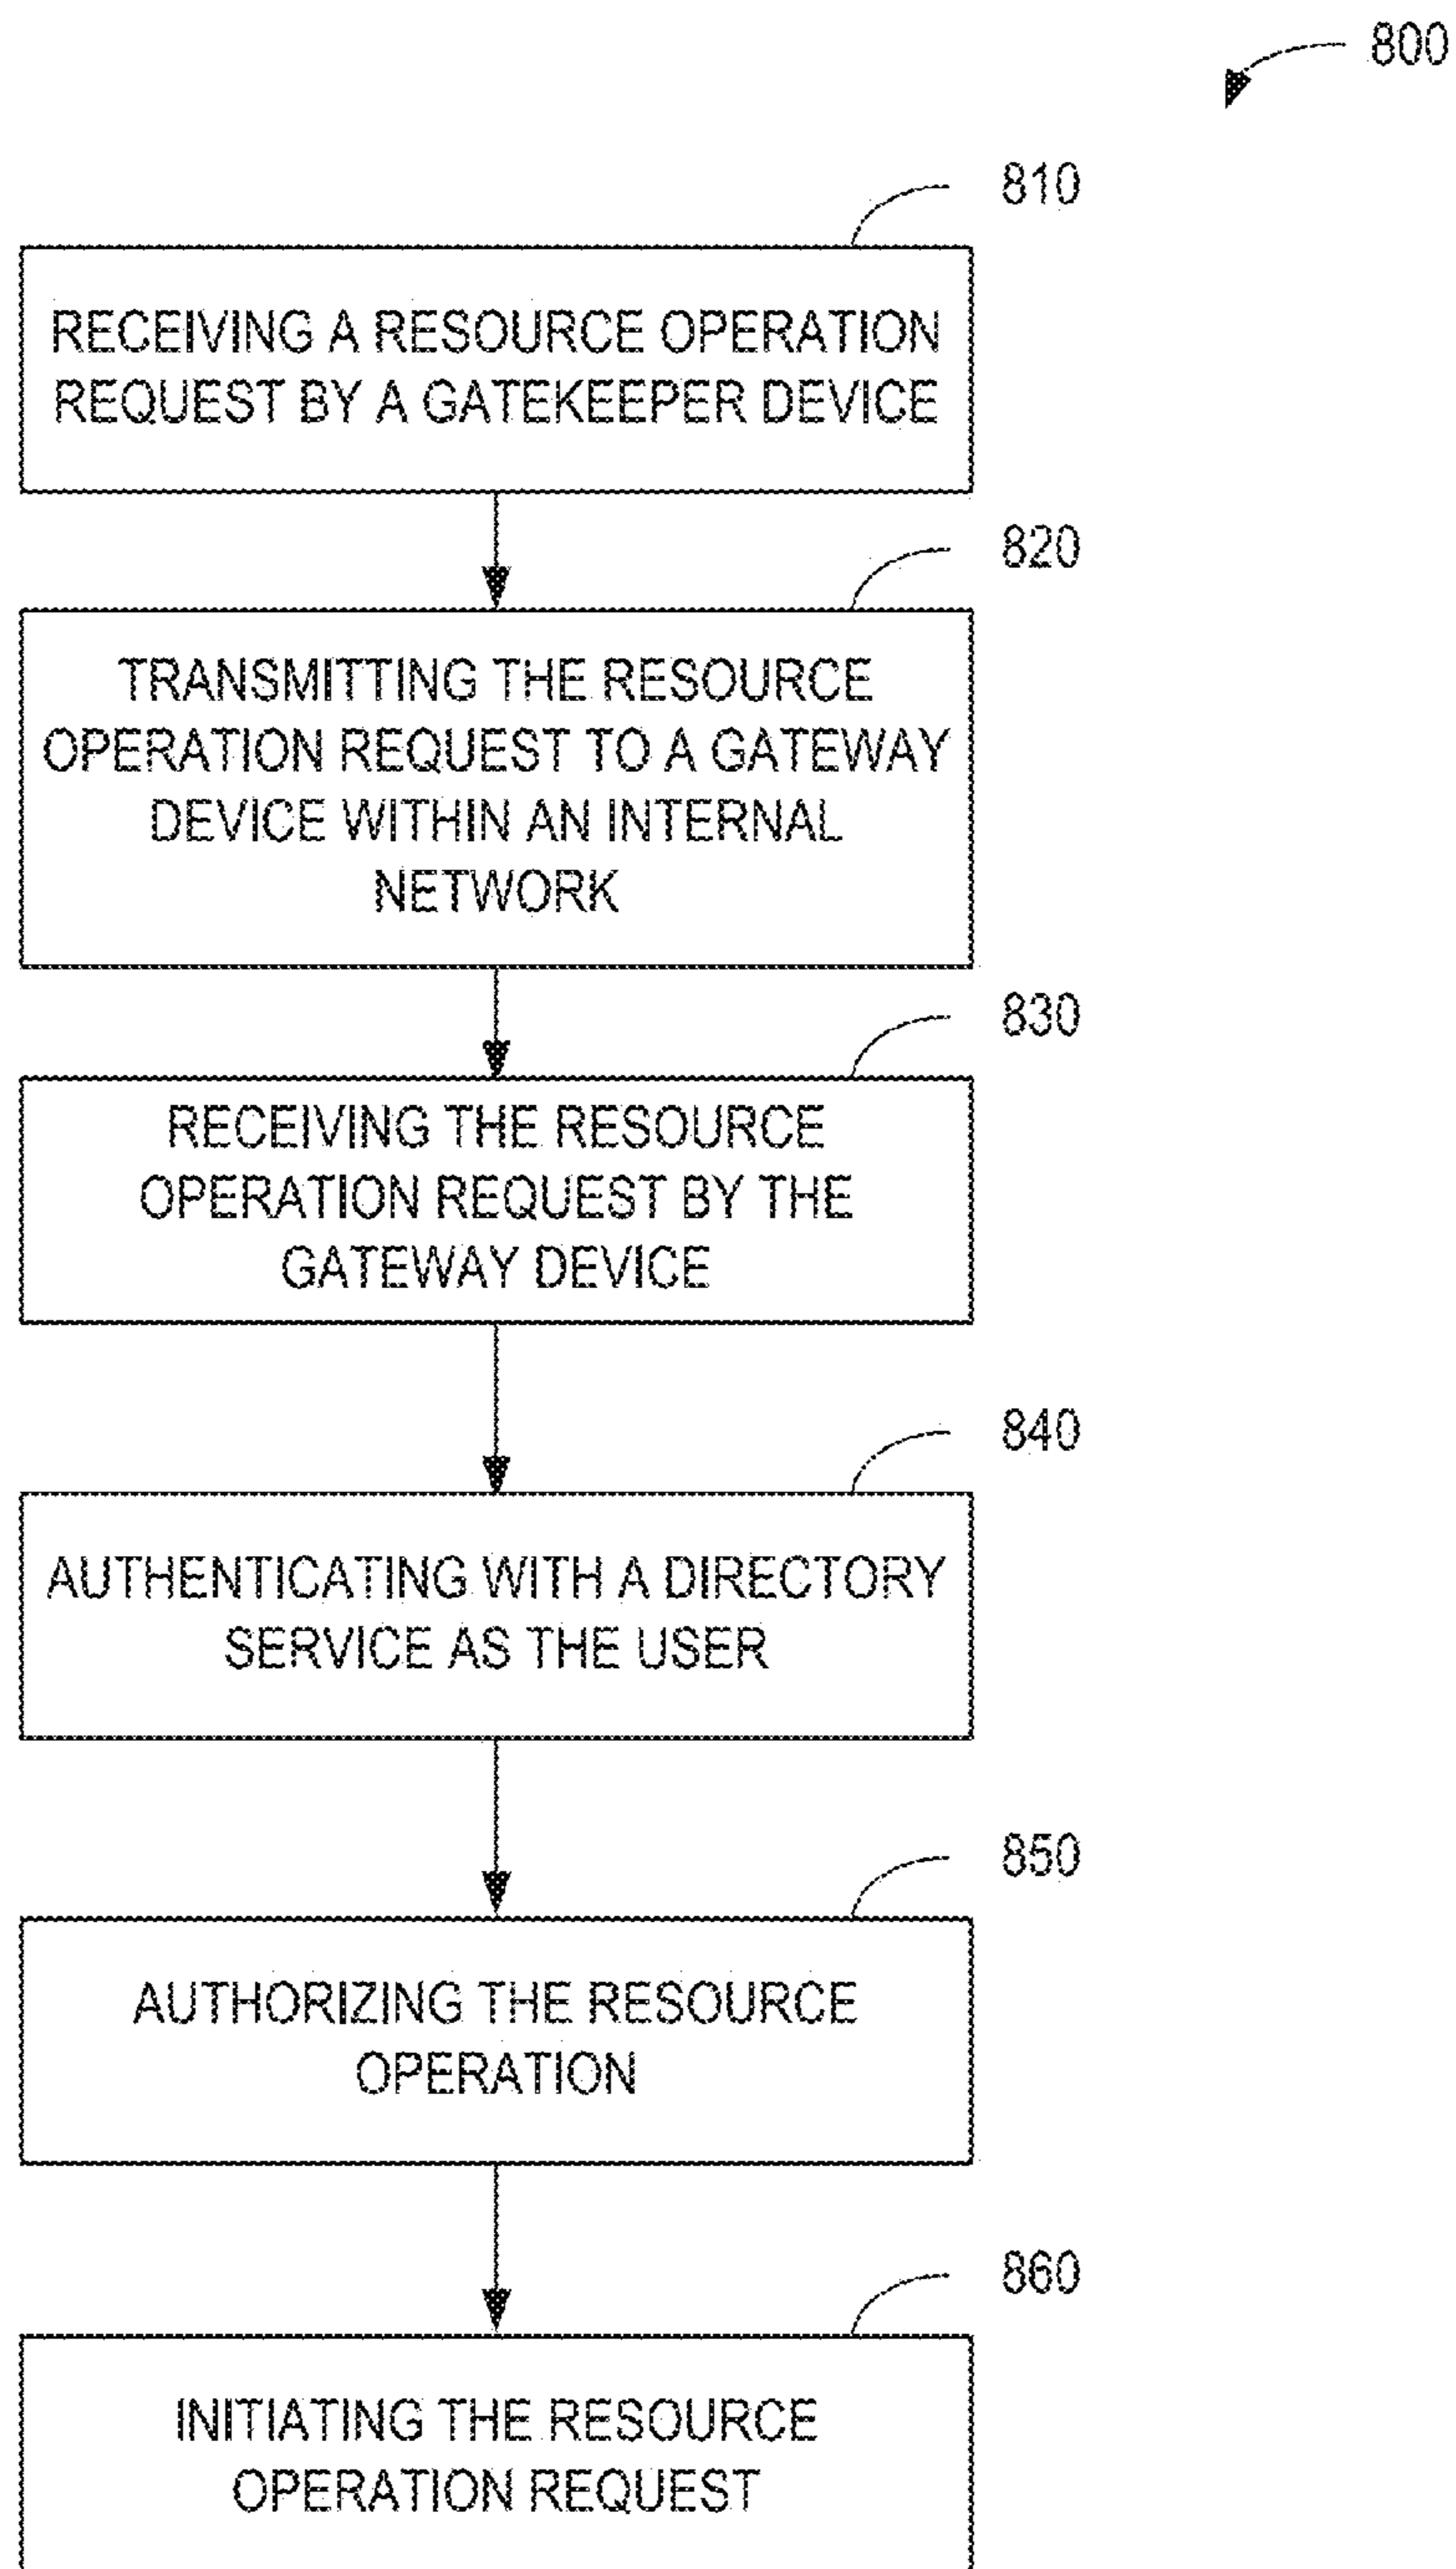 800
810
RECEIVING A RESOURCE OPERATION
REQUEST BY A GATEKEEPER DEVICE
820
TRANSMITTING THE RESOURCE
OPERATION REQUEST TO A GATEWAY
DEVICE WITHIN AN INTERNAL
NETWORK
830
RECEIVING THE RESOURCE
OPERATION REQUEST BY THE
GATEWAY DEVICE
840
AUTHENTICATING WITH A DIRECTORY
SERVICE AS THE USER
850
AUTHORIZING THE RESOURCE
OPERATION
860
INITIATING THE RESOURCE
OPERATION REQUEST